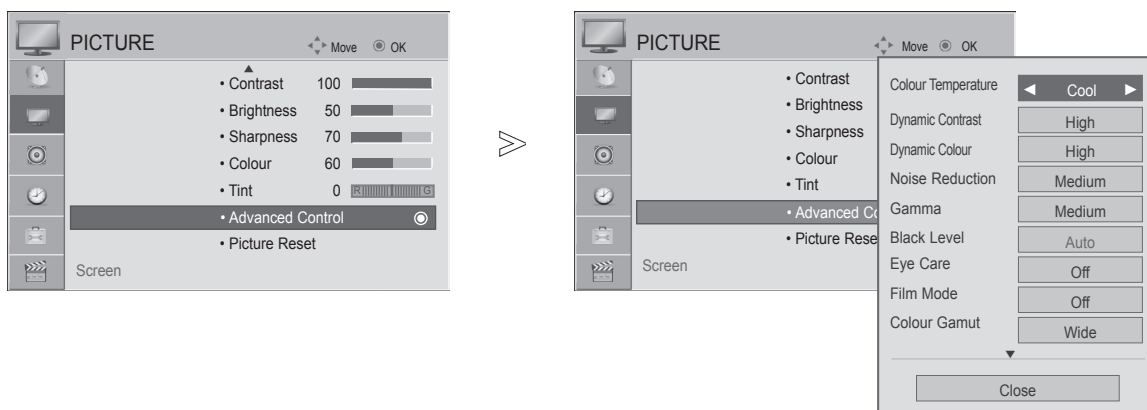 PICTURE
Move OK
• Contrast 100
• Brightness 50
• Sharpness 70
• Colour 60
• Tint 0 R G
• Advanced Control
• Picture Reset
Screen
PICTURE
Move OK
• Contrast
• Brightness
• Sharpness
• Colour
• Tint
• Advanced Co
• Picture Rese
Screen
Colour Temperature Cool
Dynamic Contrast High
Dynamic Colour High
Noise Reduction Medium
Gamma Medium
Black Level Auto
Eye Care Off
Film Mode Off
Colour Gamut Wide
Close